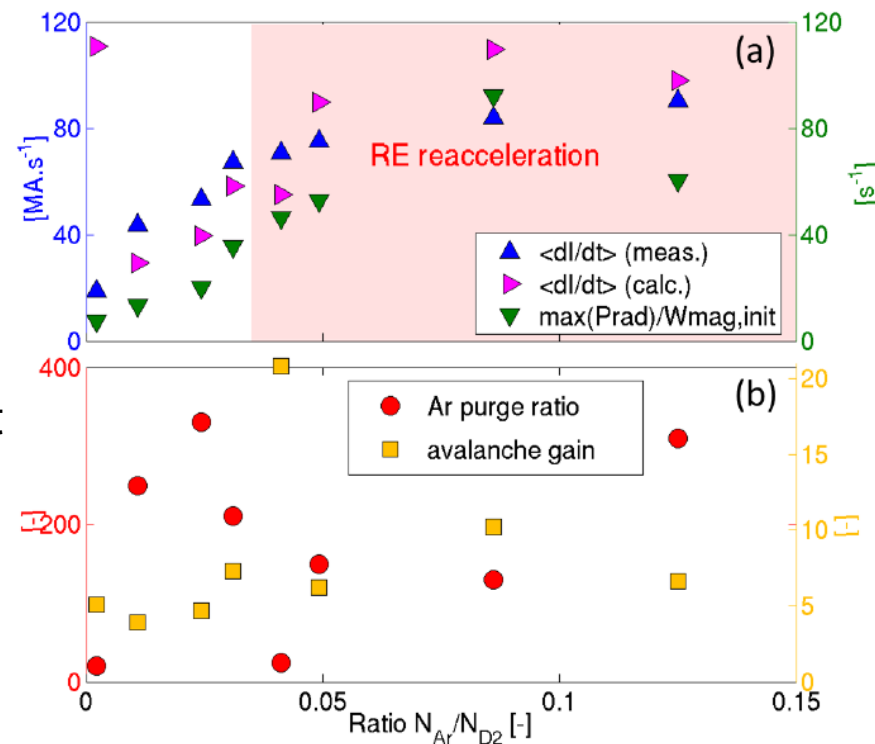 120
80
40
0
[MA.s⁻¹]
(a)
RE reacceleration
<dI/dt> (meas.)
<dI/dt> (calc.)
max(Prad)/Wmag,init
120
80
40
0
[s⁻¹]
400
200
0
[-]
(b)
Ar purge ratio
avalanche gain
20
15
10
5
0
[-]
0 0.05 0.1 0.15
Ratio N_Ar/N_D2 [-]